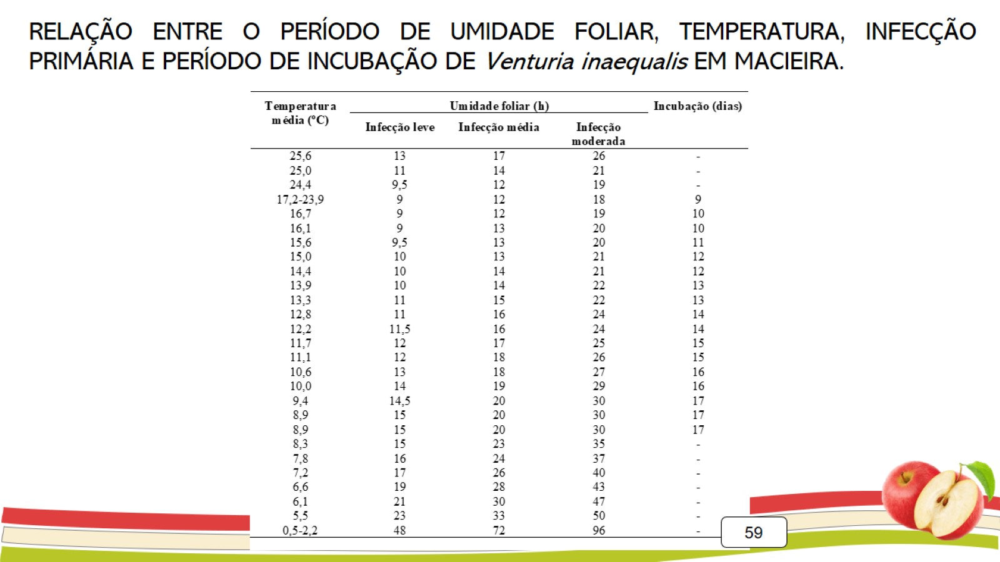 RELAÇÃO ENTRE O PERÍODO DE UMIDADE FOLIAR, TEMPERATURA, INFECÇÃO
PRIMÁRIA E PERÍODO DE INCUBAÇÃO DE Venturia inaequalis EM MACIEIRA.
Temperatura média (ºC) Umidade foliar (h) Incubação (dias)
Infecção leve Infecção média Infecção moderada
25,6 13 17 26 -
25,0 11 14 21 -
24,4 9,5 12 19 -
17,2-23,9 9 12 18 9
16,7 9 12 19 10
16,1 9 13 20 10
15,6 9,5 13 20 11
15,0 10 13 21 12
14,4 10 14 21 12
13,9 10 14 22 13
13,3 11 15 22 13
12,8 11 16 24 14
12,2 11,5 16 24 14
11,7 12 17 25 15
11,1 12 18 26 15
10,6 13 18 27 16
10,0 14 19 29 16
9,4 14,5 20 30 17
8,9 15 20 30 17
8,9 15 20 30 17
8,3 15 23 35 -
7,8 16 24 37 -
7,2 17 26 40 -
6,6 19 28 43 -
6,1 21 30 47 -
5,5 23 33 50 -
0,5-2,2 48 72 96 -
59